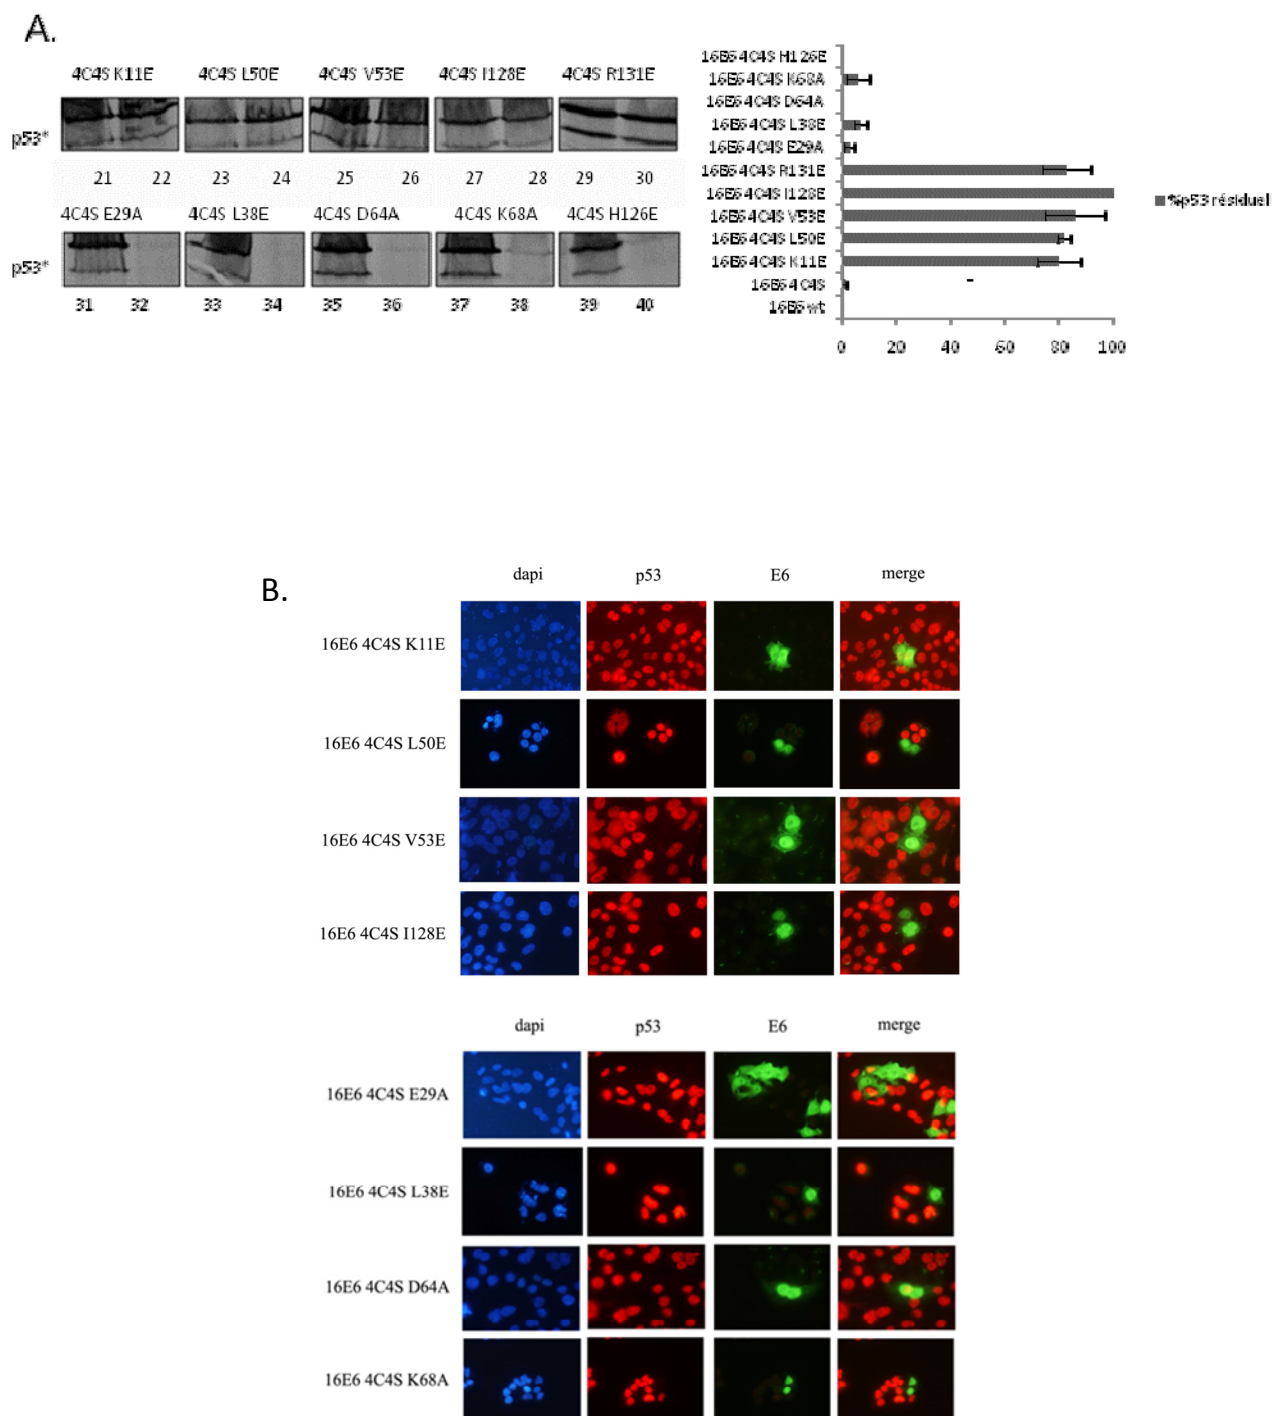 A.
4C4S K11E 4C4S L50E 4C4S V53E 4C4S I128E 4C4S R131E
p53*
21 22 23 24 25 26 27 28 29 30
4C4S E29A 4C4S L38E 4C4S D64A 4C4S K68A 4C4S H126E
p53*
31 32 33 34 35 36 37 38 39 40
16E6 4C4S H126E
16E6 4C4S K68A
16E6 4C4S D64A
16E6 4C4S L38E
16E6 4C4S E29A
16E6 4C4S R131E
16E6 4C4S I128E
16E6 4C4S V53E
16E6 4C4S L50E
16E6 4C4S K11E
16E6 4C4S
16E6 wt
0 20 40 60 80 100
%p53 résiduel
B.
dapi p53 E6 merge
16E6 4C4S K11E
16E6 4C4S L50E
16E6 4C4S V53E
16E6 4C4S I128E
dapi p53 E6 merge
16E6 4C4S E29A
16E6 4C4S L38E
16E6 4C4S D64A
16E6 4C4S K68A